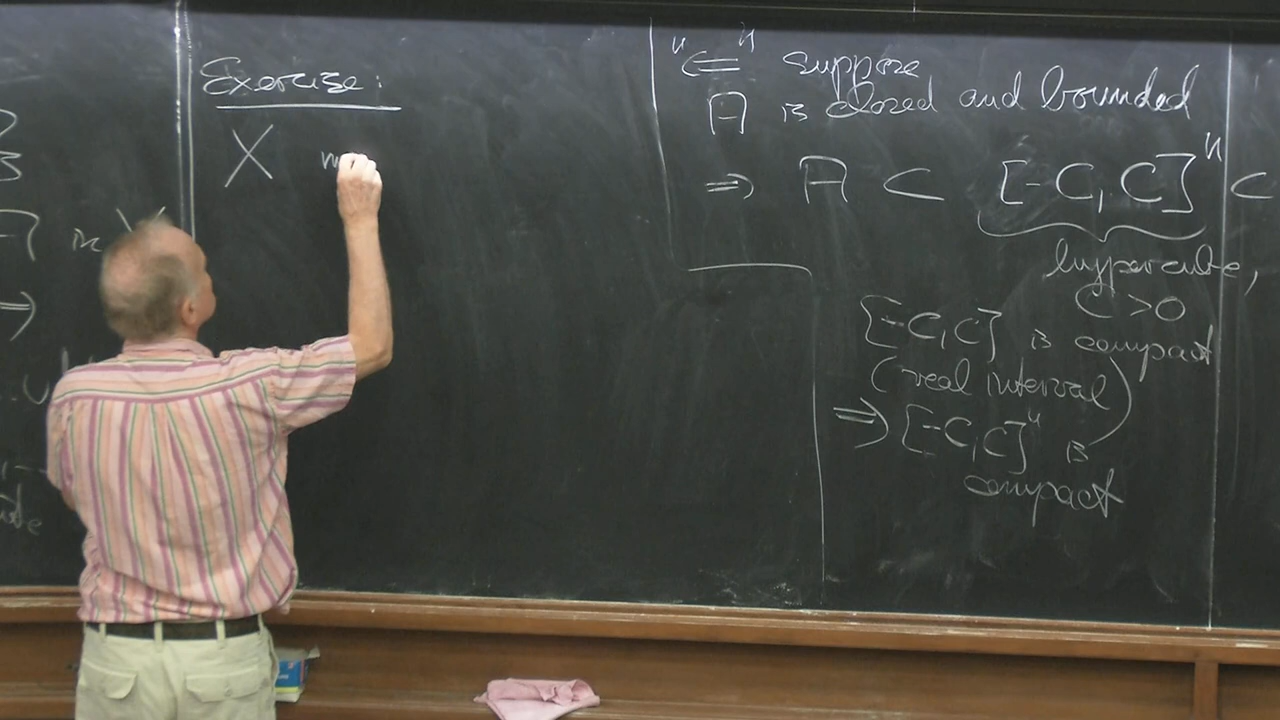 Exercise:
X m
"⇐" suppose
A is closed and bounded
⇒ A ⊂ [-C, C]ⁿ ⊂
hypercube,
C > 0
[-C, C] is compact
(real interval)
⇒ [-C, C]ⁿ is
compact